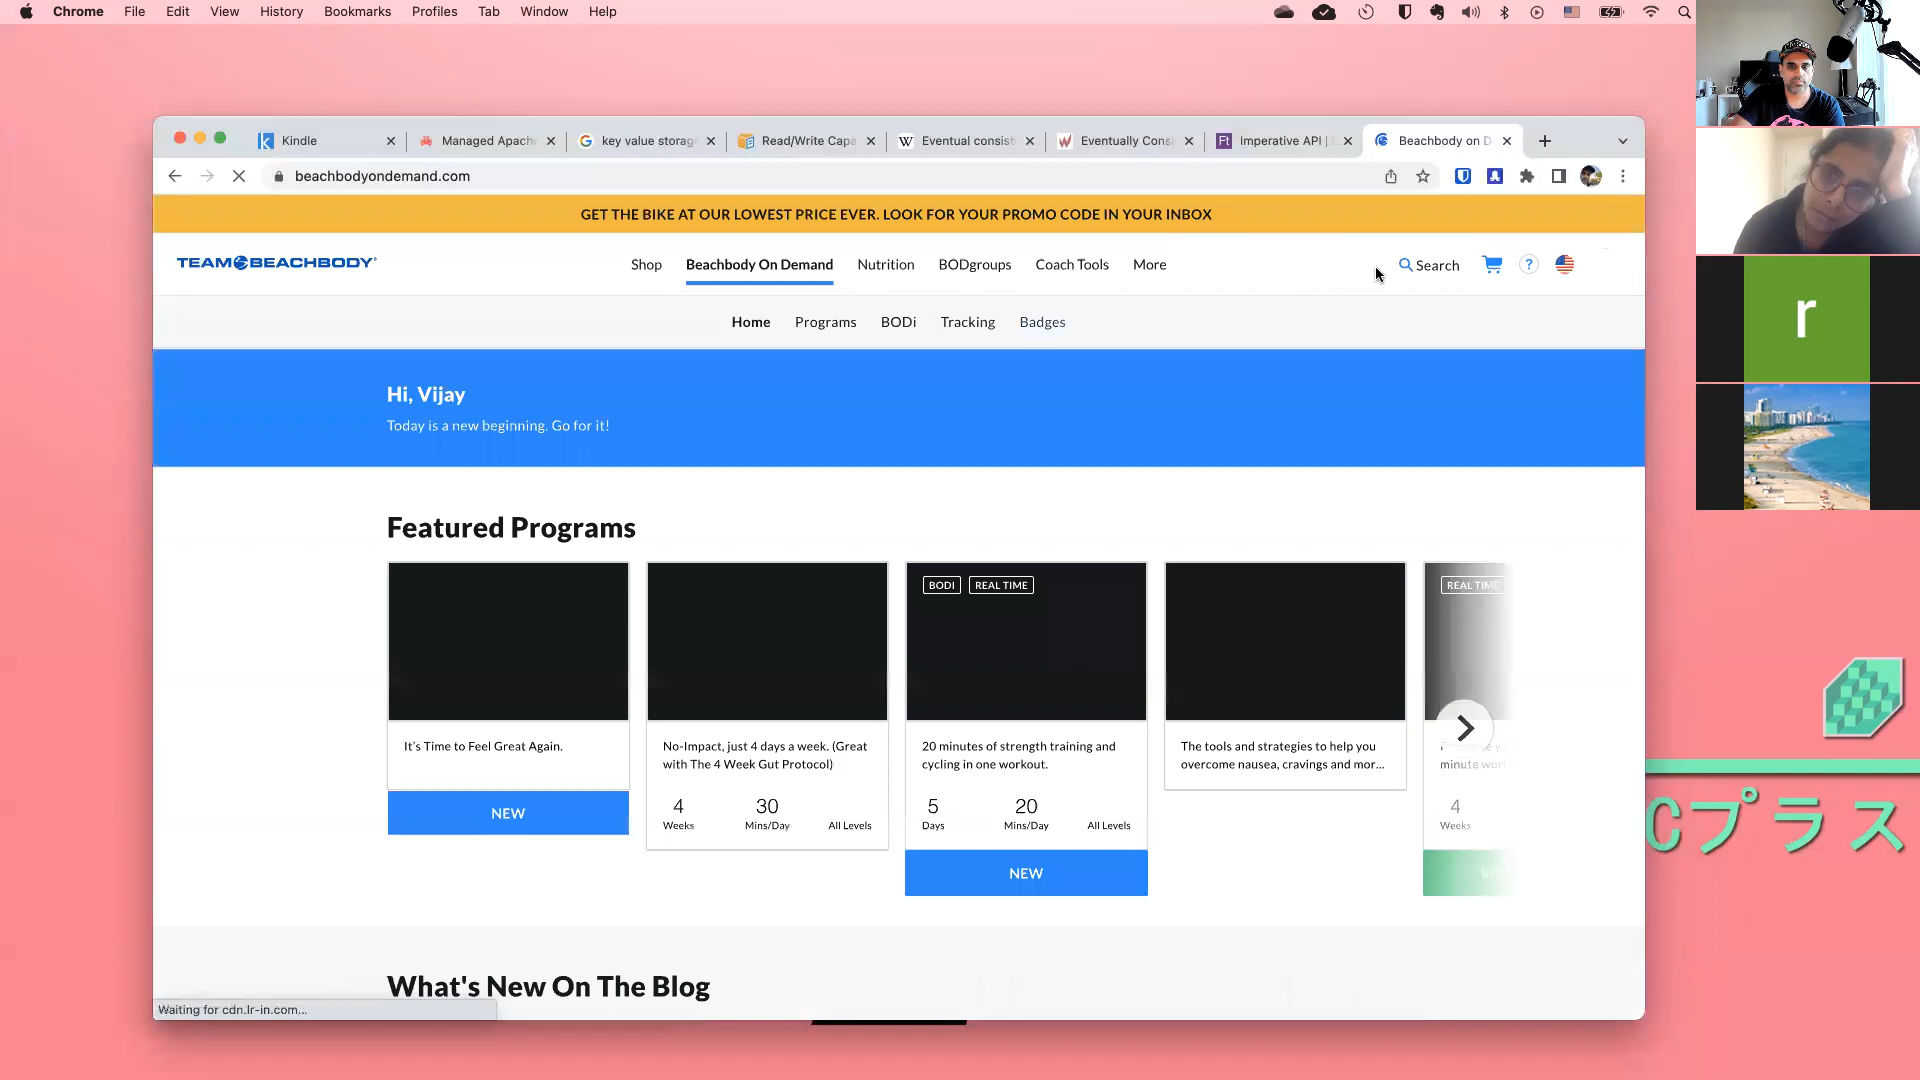 Chrome File Edit View History Bookmarks Profiles Tab Window Help
Kindle
Managed Apach
key value storag
Read/Write Capa
Eventual consist
Eventually Consi
Imperative API |
Beachbody on D
beachbodyondemand.com
GET THE BIKE AT OUR LOWEST PRICE EVER. LOOK FOR YOUR PROMO CODE IN YOUR INBOX
TEAM BEACHBODY
Shop Beachbody On Demand Nutrition BODgroups Coach Tools More
Search
?
Home Programs BODi Tracking Badges
Hi, Vijay
Today is a new beginning. Go for it!
Featured Programs
It's Time to Feel Great Again.
NEW
No-Impact, just 4 days a week. (Great
with The 4 Week Gut Protocol)
4 30
Weeks Mins/Day All Levels
BODI REAL TIME
20 minutes of strength training and
cycling in one workout.
5 20
Days Mins/Day All Levels
NEW
The tools and strategies to help you
overcome nausea, cravings and mor...
REAL TIME
minute wor
4
Weeks
What's New On The Blog
Waiting for cdn.lr-in.com...
r
Cプラス